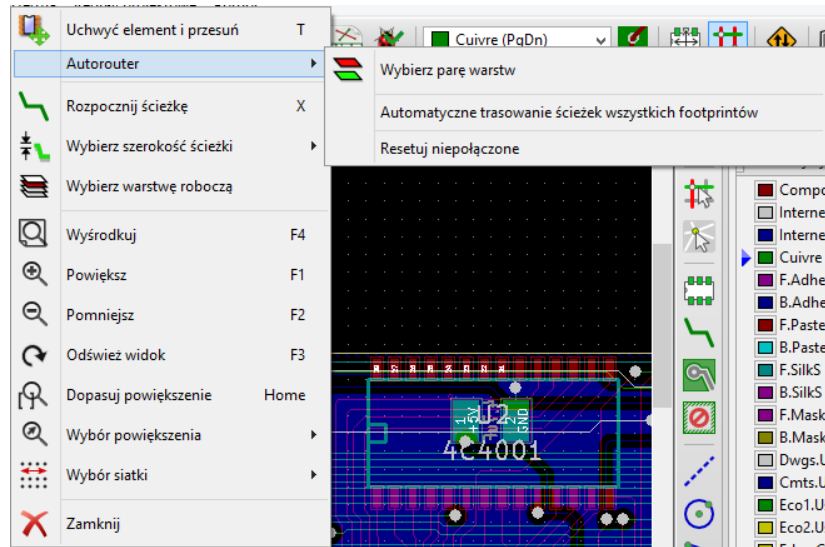 Uchwyć element i przesuń T
Autorouter
Rozpocznij ścieżkę X
Wybierz szerokość ścieżki
Wybierz warstwę roboczą
Wyśrodkuj F4
Powiększ F1
Pomniejsz F2
Odśwież widok F3
Dopasuj powiększenie Home
Wybór powiększenia
Wybór siatki
Zamknij
Cuivre (PgDn)
Wybierz parę warstw
Automatyczne trasowanie ścieżek wszystkich footprintów
Resetuj niepołączone
Compo
Interne
Interne
Cuivre
F.Adhe
B.Adhe
F.Paste
B.Paste
F.SilkS
B.SilkS
F.Mask
B.Mask
Dwgs.U
Cmts.U
Eco1.U
Eco2.U
U2
1 +5V
2 GND
4C4001